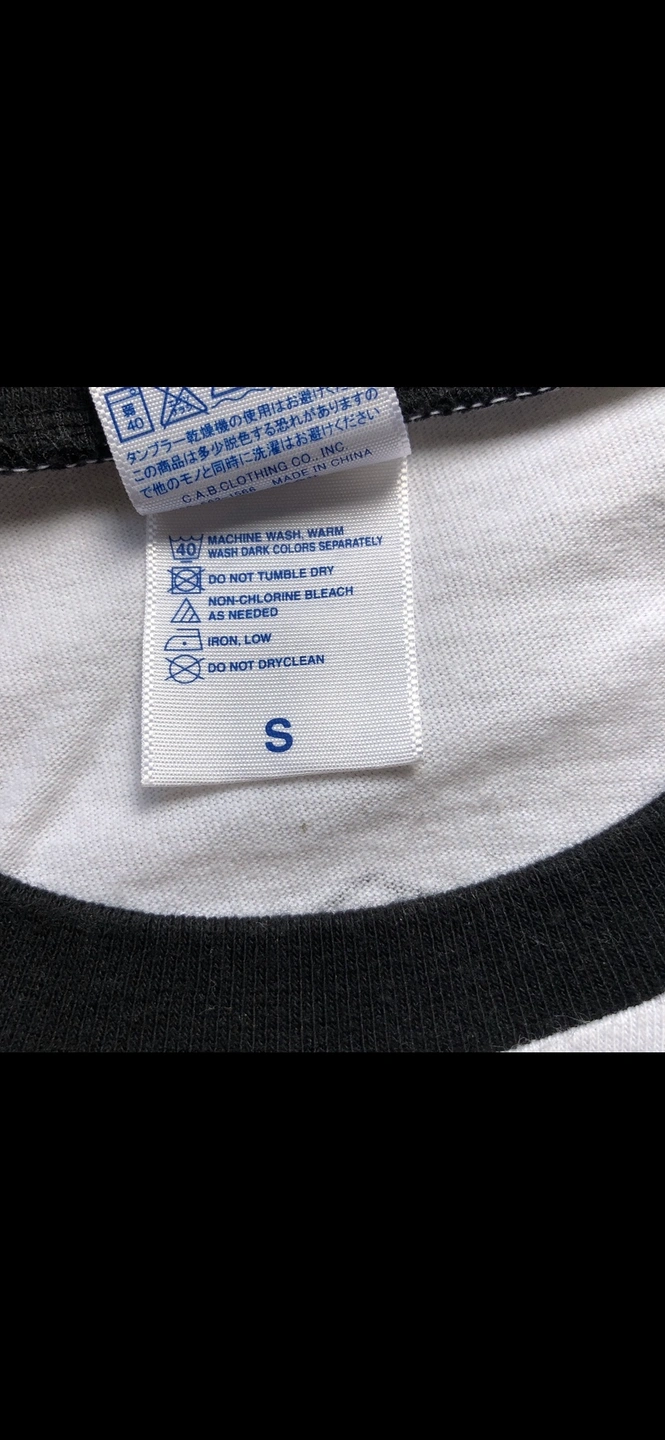 弱
40
タンブラー乾燥機の使用はお避けくだ
この商品は多少脱色する恐れがありますの
で他のモノと同時に洗濯はお避けください
C.A.B.CLOTHING CO., INC.
MADE IN CHINA
40 MACHINE WASH, WARM
WASH DARK COLORS SEPARATELY
DO NOT TUMBLE DRY
NON-CHLORINE BLEACH
AS NEEDED
IRON, LOW
DO NOT DRYCLEAN
S